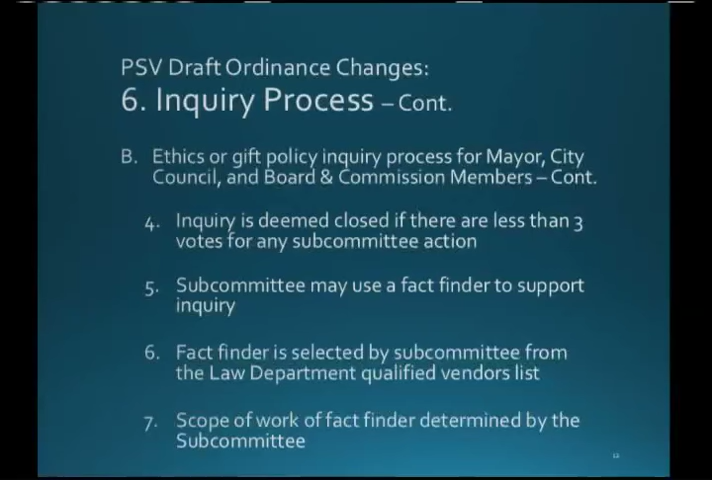 PSV Draft Ordinance Changes:
6. Inquiry Process – Cont.
B. Ethics or gift policy inquiry process for Mayor, City
Council, and Board & Commission Members – Cont.
4. Inquiry is deemed closed if there are less than 3
votes for any subcommittee action
5. Subcommittee may use a fact finder to support
inquiry
6. Fact finder is selected by subcommittee from
the Law Department qualified vendors list
7. Scope of work of fact finder determined by the
Subcommittee